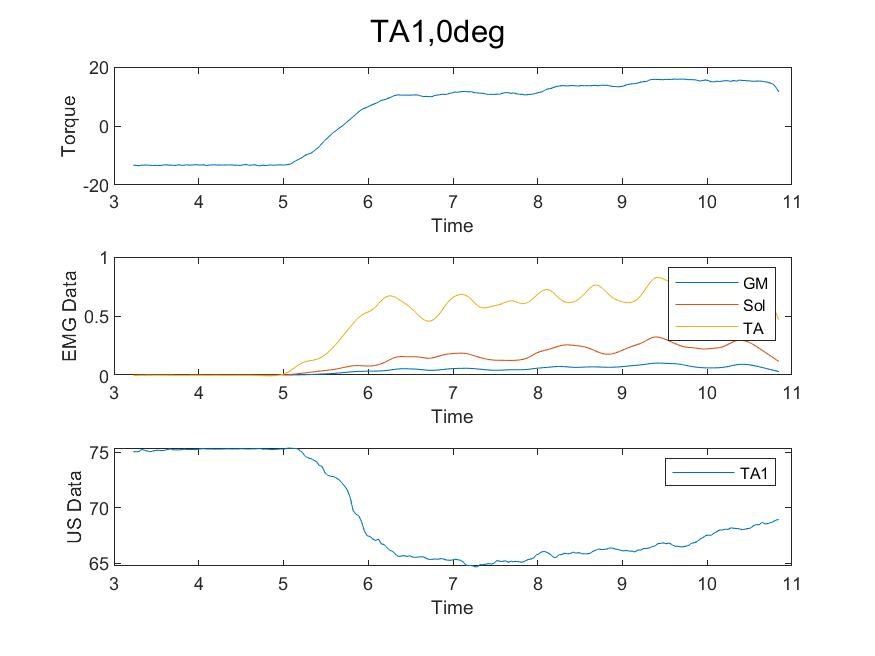 TA1,0deg
20
0
-20
Torque
3 4 5 6 7 8 9 10 11
Time
1
0.5
0
EMG Data
GM
Sol
TA
3 4 5 6 7 8 9 10 11
Time
75
70
65
US Data
TA1
3 4 5 6 7 8 9 10 11
Time